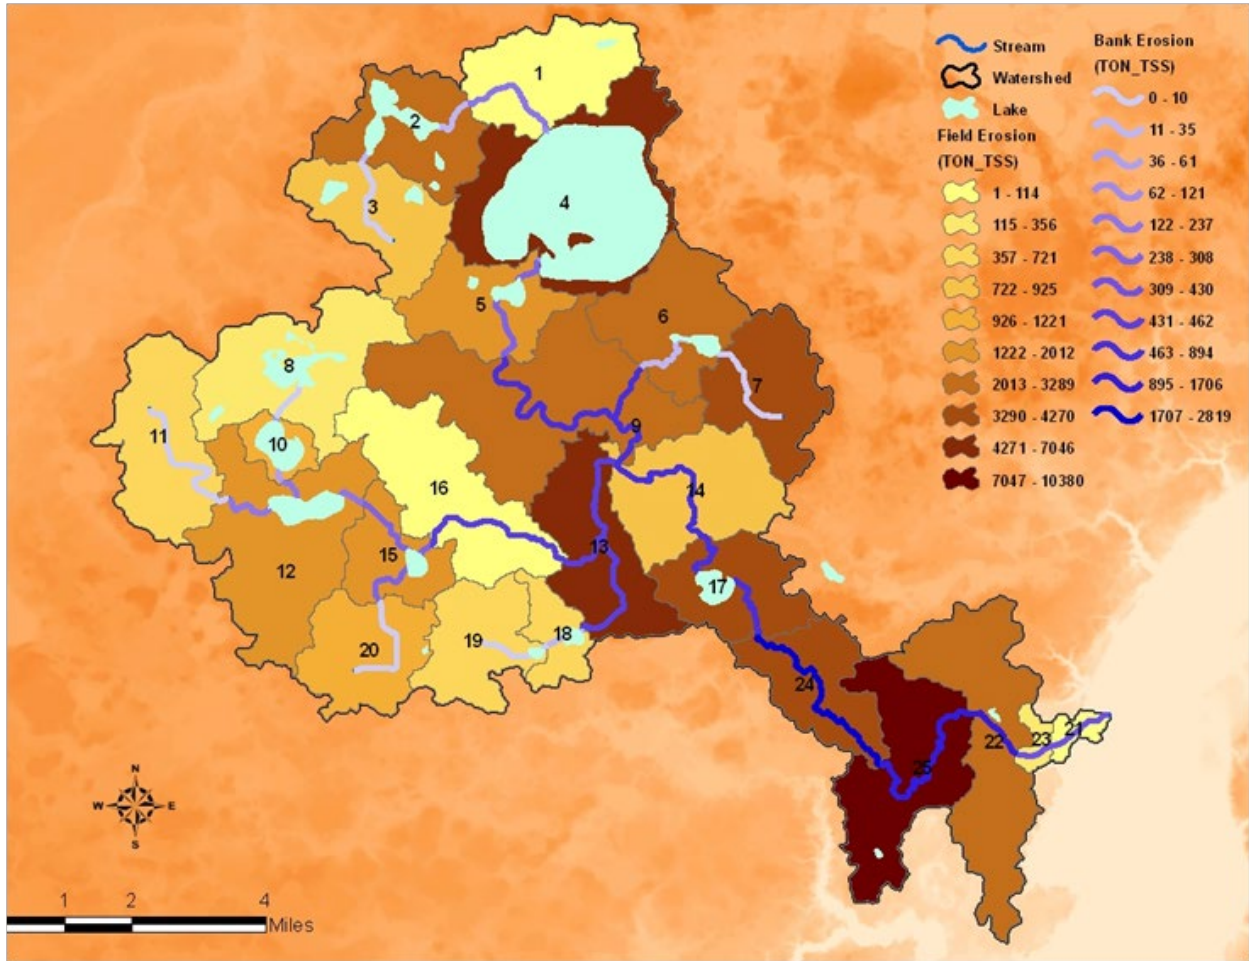 Stream
Watershed
Lake
Field Erosion
(TON_TSS)
1 - 114
115 - 356
357 - 721
722 - 925
926 - 1221
1222 - 2012
2013 - 3289
3290 - 4270
4271 - 7046
7047 - 10380
Bank Erosion
(TON_TSS)
0 - 10
11 - 35
36 - 61
62 - 121
122 - 237
238 - 308
309 - 430
431 - 462
463 - 894
895 - 1706
1707 - 2819
1
2
3
4
5
6
7
8
9
10
11
12
13
14
15
16
17
18
19
20
21
22
23
24
25
N
W E
S
1 2 4
Miles